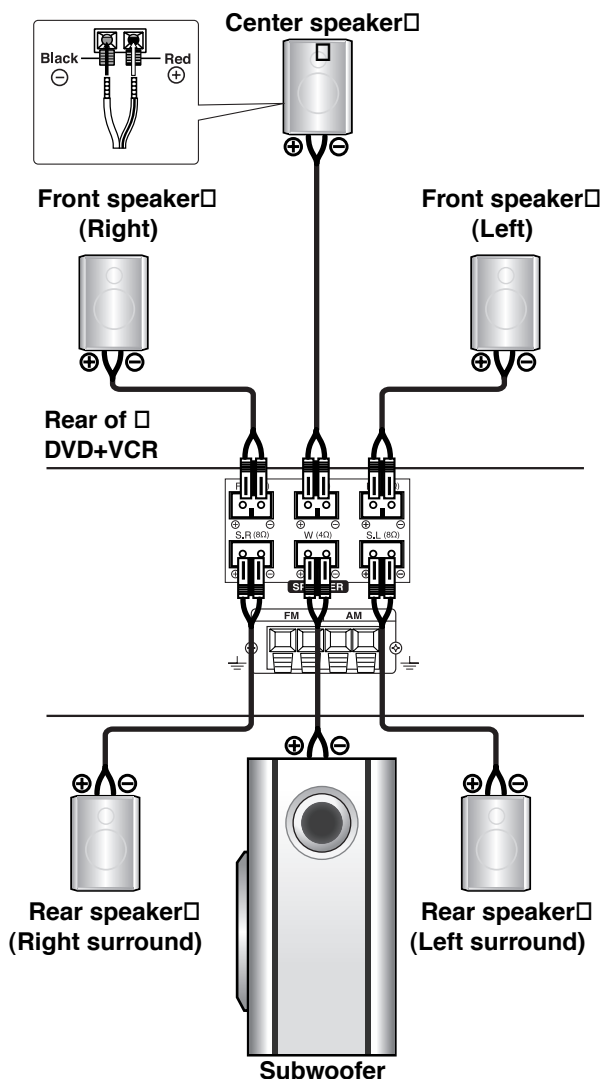 Center speaker
Black
Red
⊖
⊕
⊕ ⊖
Front speaker
(Right)
Front speaker
(Left)
⊕ ⊖
⊕ ⊖
Rear of
DVD+VCR
⊕ ⊖
⊕ ⊖
⊕ ⊖
S.R (8Ω)
W (4Ω)
S.L (8Ω)
FM
AM
⊕ ⊖
⊕ ⊖
⊕ ⊖
Rear speaker
(Right surround)
Rear speaker
(Left surround)
Subwoofer